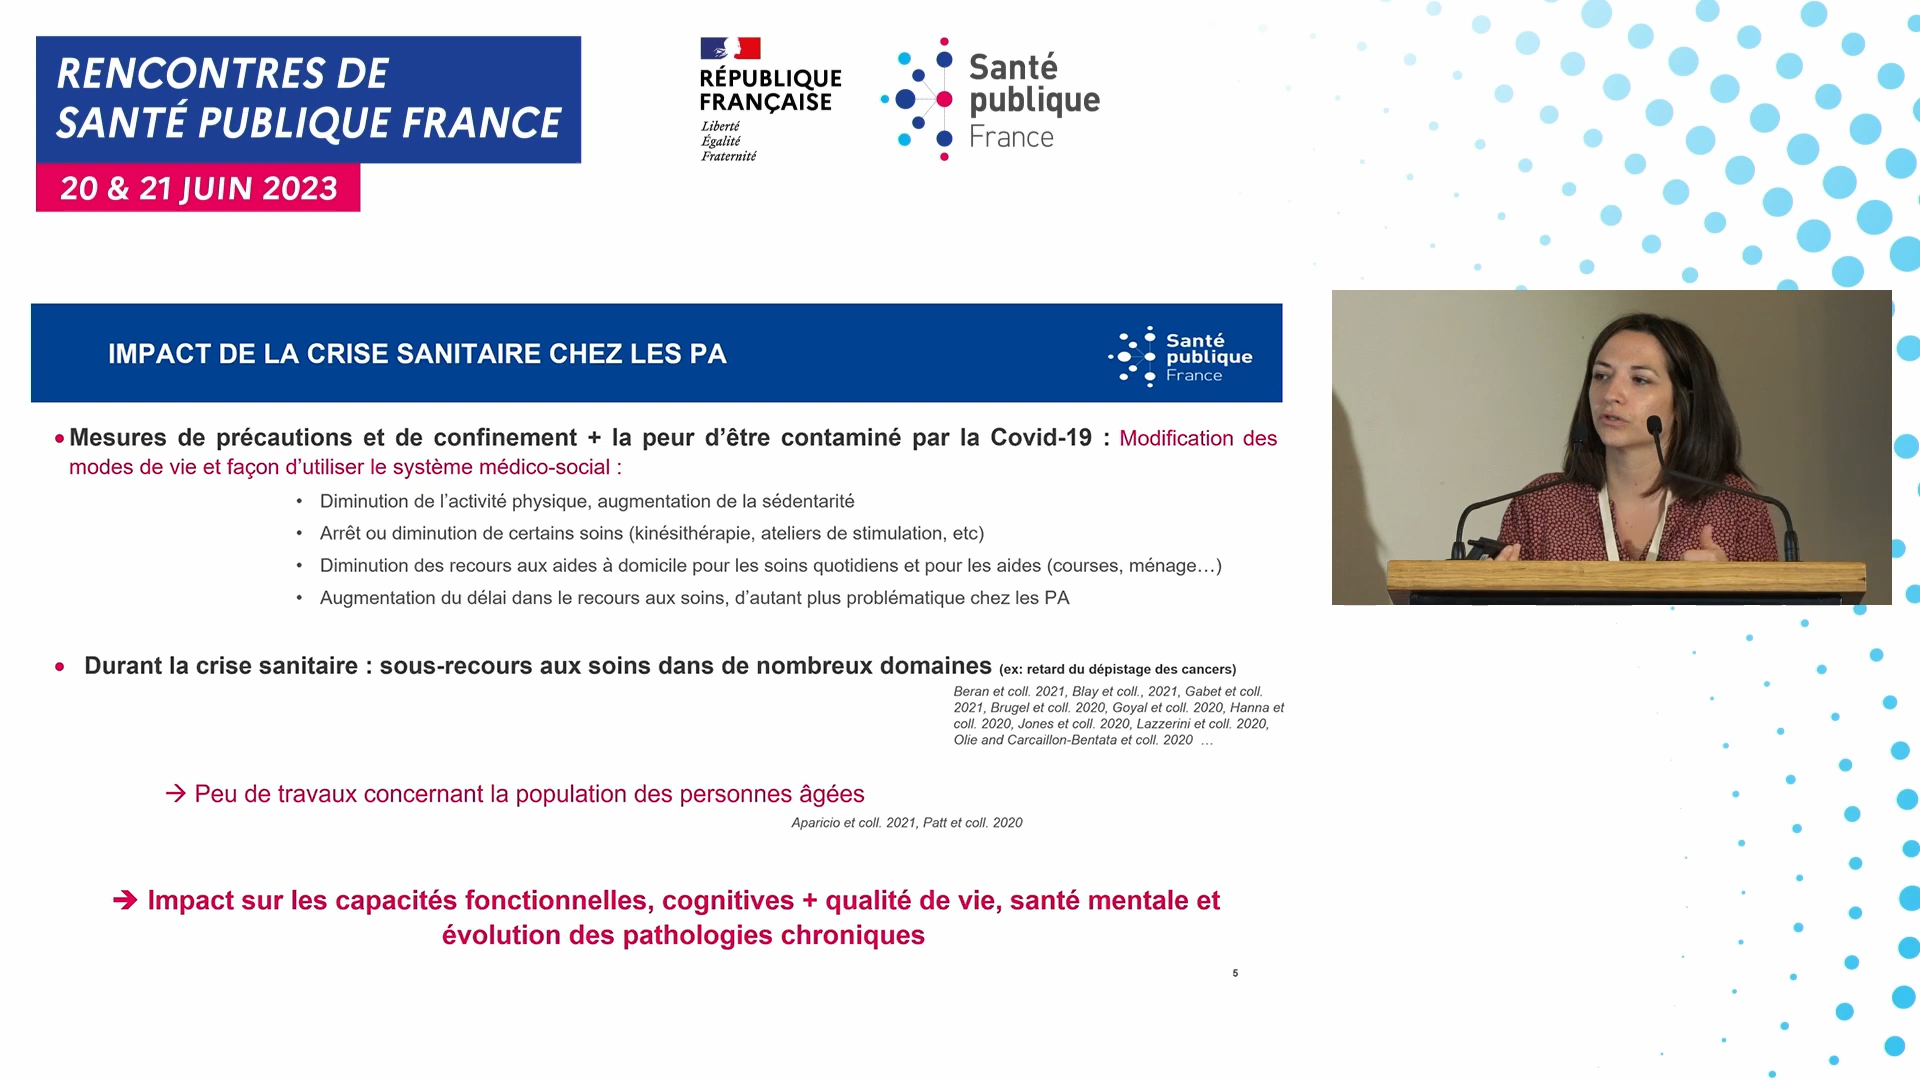 RENCONTRES DE
SANTÉ PUBLIQUE FRANCE
20 & 21 JUIN 2023
RÉPUBLIQUE
FRANÇAISE
Liberté
Égalité
Fraternité
Santé
publique
France
IMPACT DE LA CRISE SANITAIRE CHEZ LES PA
Santé
publique
France
• Mesures de précautions et de confinement + la peur d’être contaminé par la Covid-19 : Modification des
modes de vie et façon d’utiliser le système médico-social :
• Diminution de l’activité physique, augmentation de la sédentarité
• Arrêt ou diminution de certains soins (kinésithérapie, ateliers de stimulation, etc)
• Diminution des recours aux aides à domicile pour les soins quotidiens et pour les aides (courses, ménage…)
• Augmentation du délai dans le recours aux soins, d’autant plus problématique chez les PA
• Durant la crise sanitaire : sous-recours aux soins dans de nombreux domaines (ex: retard du dépistage des cancers)
Beran et coll. 2021, Blay et coll., 2021, Gabet et coll.
2021, Brugel et coll. 2020, Goyal et coll. 2020, Hanna et
coll. 2020, Jones et coll. 2020, Lazzerini et coll. 2020,
Olie and Carcaillon-Bentata et coll. 2020 …
→ Peu de travaux concernant la population des personnes âgées
Aparicio et coll. 2021, Patt et coll. 2020
➔ Impact sur les capacités fonctionnelles, cognitives + qualité de vie, santé mentale et
évolution des pathologies chroniques
5